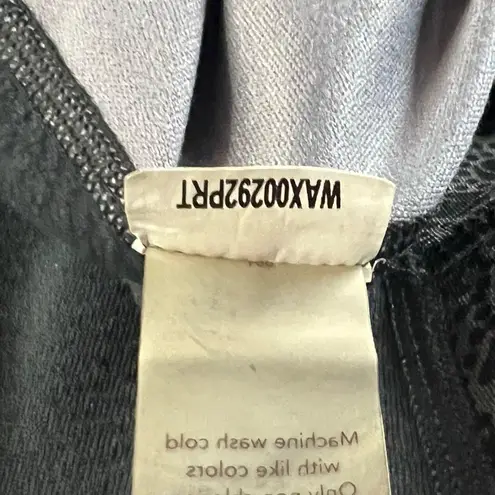 WAX00292PRT
Machine wash cold
with like colors
Only